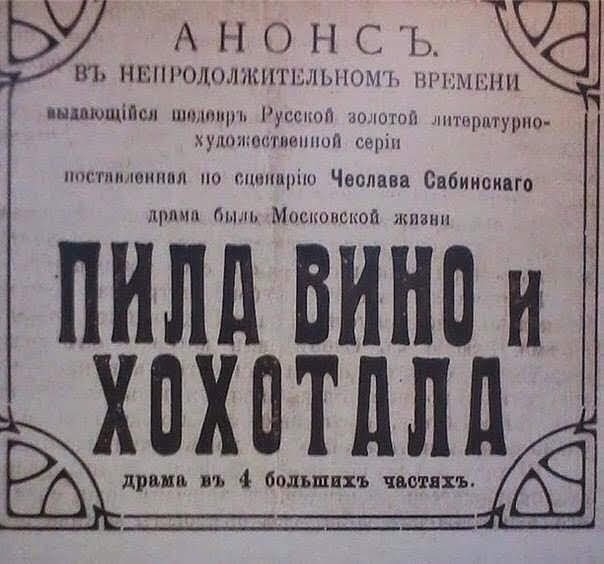 АНОНСЪ.
ВЪ НЕПРОДОЛЖИТЕЛЬНОМЪ ВРЕМЕНИ
выдающійся шедевръ Русской золотой литературно-
художественной серіи
поставленная по сценарію Чеслава Сабинскаго
драма быль Московской жизни
ПИЛА ВИНО И
ХОХОТАЛА
драма въ 4 большихъ частяхъ.